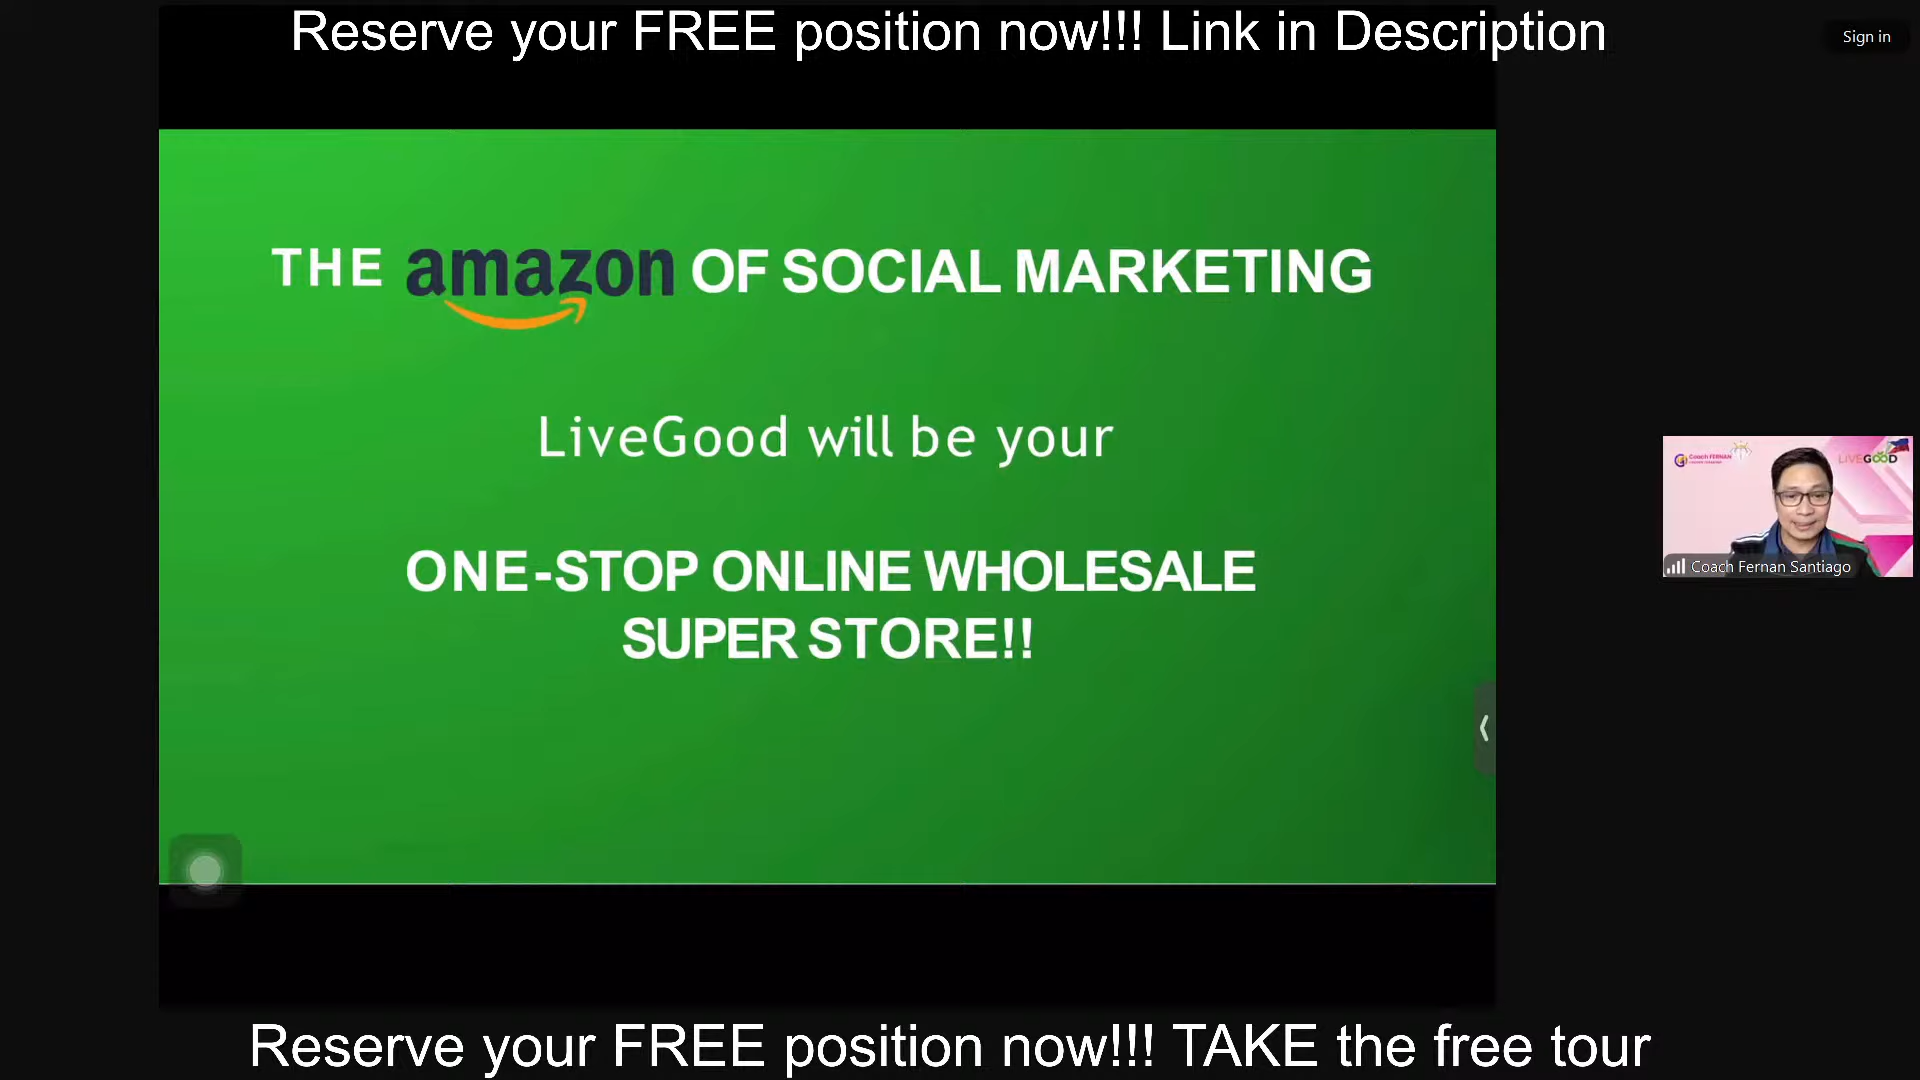 Reserve your FREE position now!!! Link in Description
Sign in
THE amazon OF SOCIAL MARKETING
LiveGood will be your
ONE-STOP ONLINE WHOLESALE
SUPER STORE!!
Coach FERNAN
LIVEGOOD
Coach Fernan Santiago
Reserve your FREE position now!!! TAKE the free tour